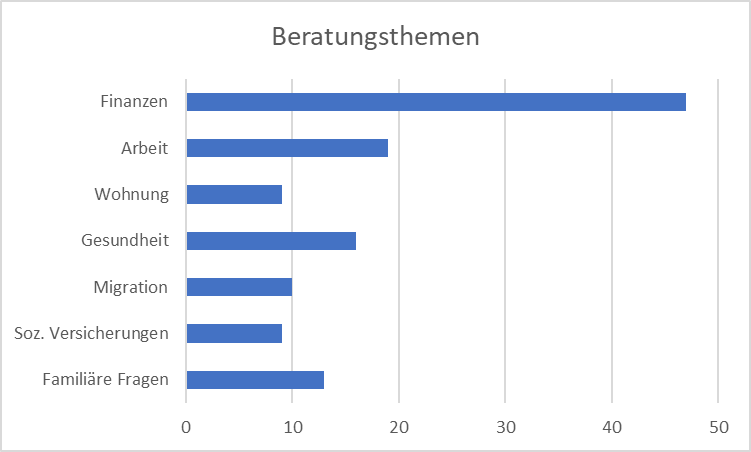 Beratungsthemen
Finanzen
Arbeit
Wohnung
Gesundheit
Migration
Soz. Versicherungen
Familiäre Fragen
0 10 20 30 40 50